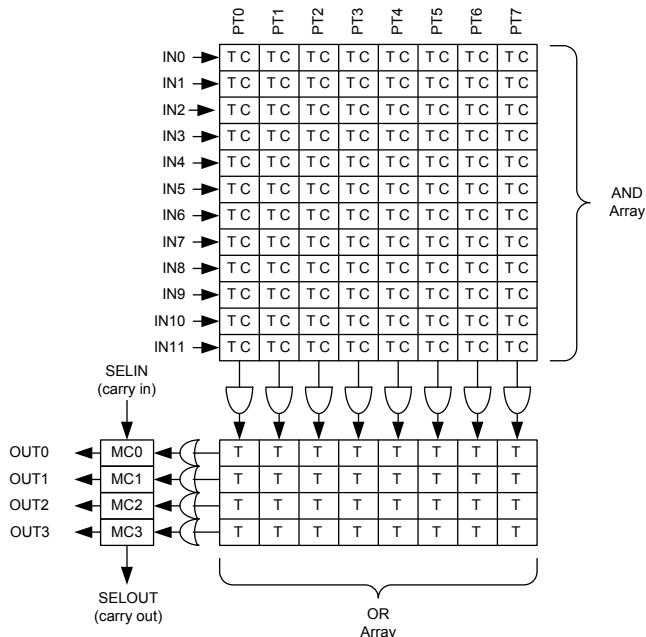 PT0 PT1 PT2 PT3 PT4 PT5 PT6 PT7
IN0 T C T C T C T C T C T C T C T C
IN1 T C T C T C T C T C T C T C T C
IN2 T C T C T C T C T C T C T C T C
IN3 T C T C T C T C T C T C T C T C
IN4 T C T C T C T C T C T C T C T C
IN5 T C T C T C T C T C T C T C T C
IN6 T C T C T C T C T C T C T C T C
IN7 T C T C T C T C T C T C T C T C
IN8 T C T C T C T C T C T C T C T C
IN9 T C T C T C T C T C T C T C T C
IN10 T C T C T C T C T C T C T C T C
IN11 T C T C T C T C T C T C T C T C
AND
Array
SELIN
(carry in)
OUT0 MC0 T T T T T T T T
OUT1 MC1 T T T T T T T T
OUT2 MC2 T T T T T T T T
OUT3 MC3 T T T T T T T T
SELOUT
(carry out)
OR
Array